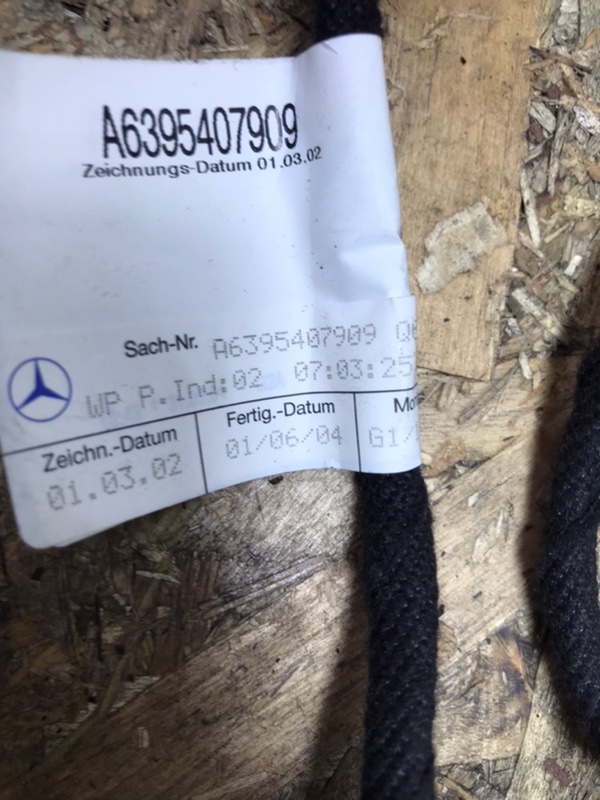 A6395407909
Zeichnungs-Datum 01.03.02
Sach-Nr. A6395407909
WP P.Ind:02 07:03:25
Zeichn.-Datum Fertig.-Datum
01.03.02 01/06/04 G1/